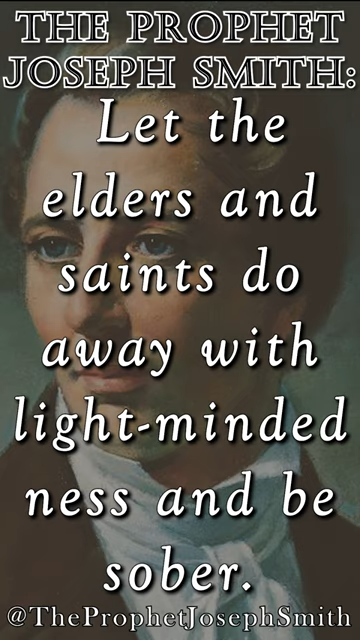 THE PROPHET
JOSEPH SMITH:
Let the
elders and
saints do
away with
light-minded
ness and be
sober.
@TheProphetJosephSmith